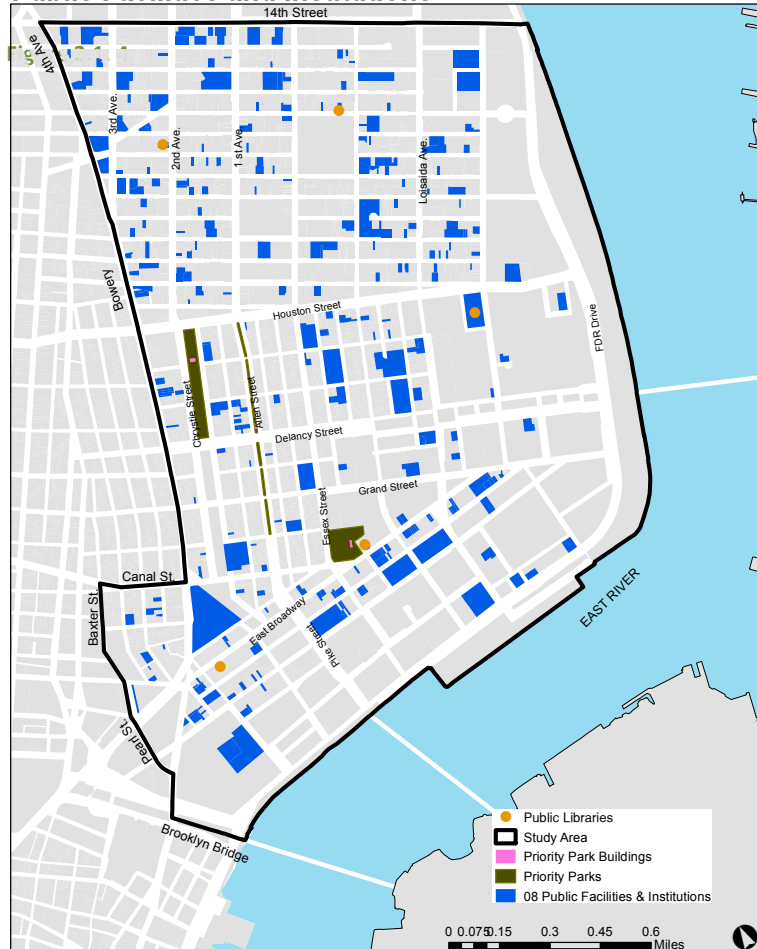 14th Street
4th Ave
3rd Ave.
2nd Ave.
1 st Ave.
Loisaida Ave.
Bowery
Houston Street
FDR Drive
Chrystie Street
Allen Street
Delancy Street
Essex Street
Grand Street
Canal St.
Baxter St.
East Broadway
EAST RIVER
Pike Street
Pearl St.
Brooklyn Bridge
Public Libraries
Study Area
Priority Park Buildings
Priority Parks
08 Public Facilities & Institutions
0 0.075 0.15 0.3 0.45 0.6
Miles